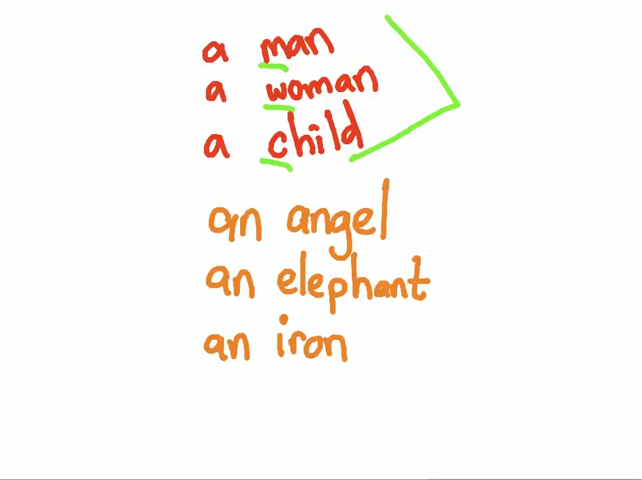 a man
a woman
a child
an angel
an elephant
an iron